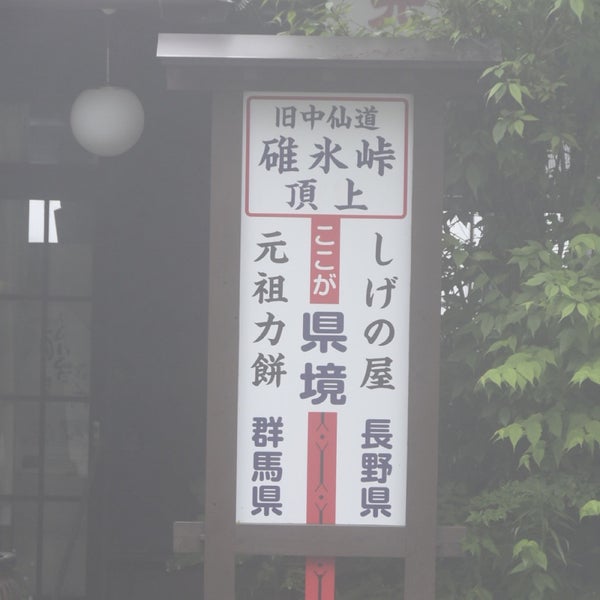 旧中仙道
碓氷峠
頂上
しげの屋
長野県
ここが
県境
元祖力餅
群馬県